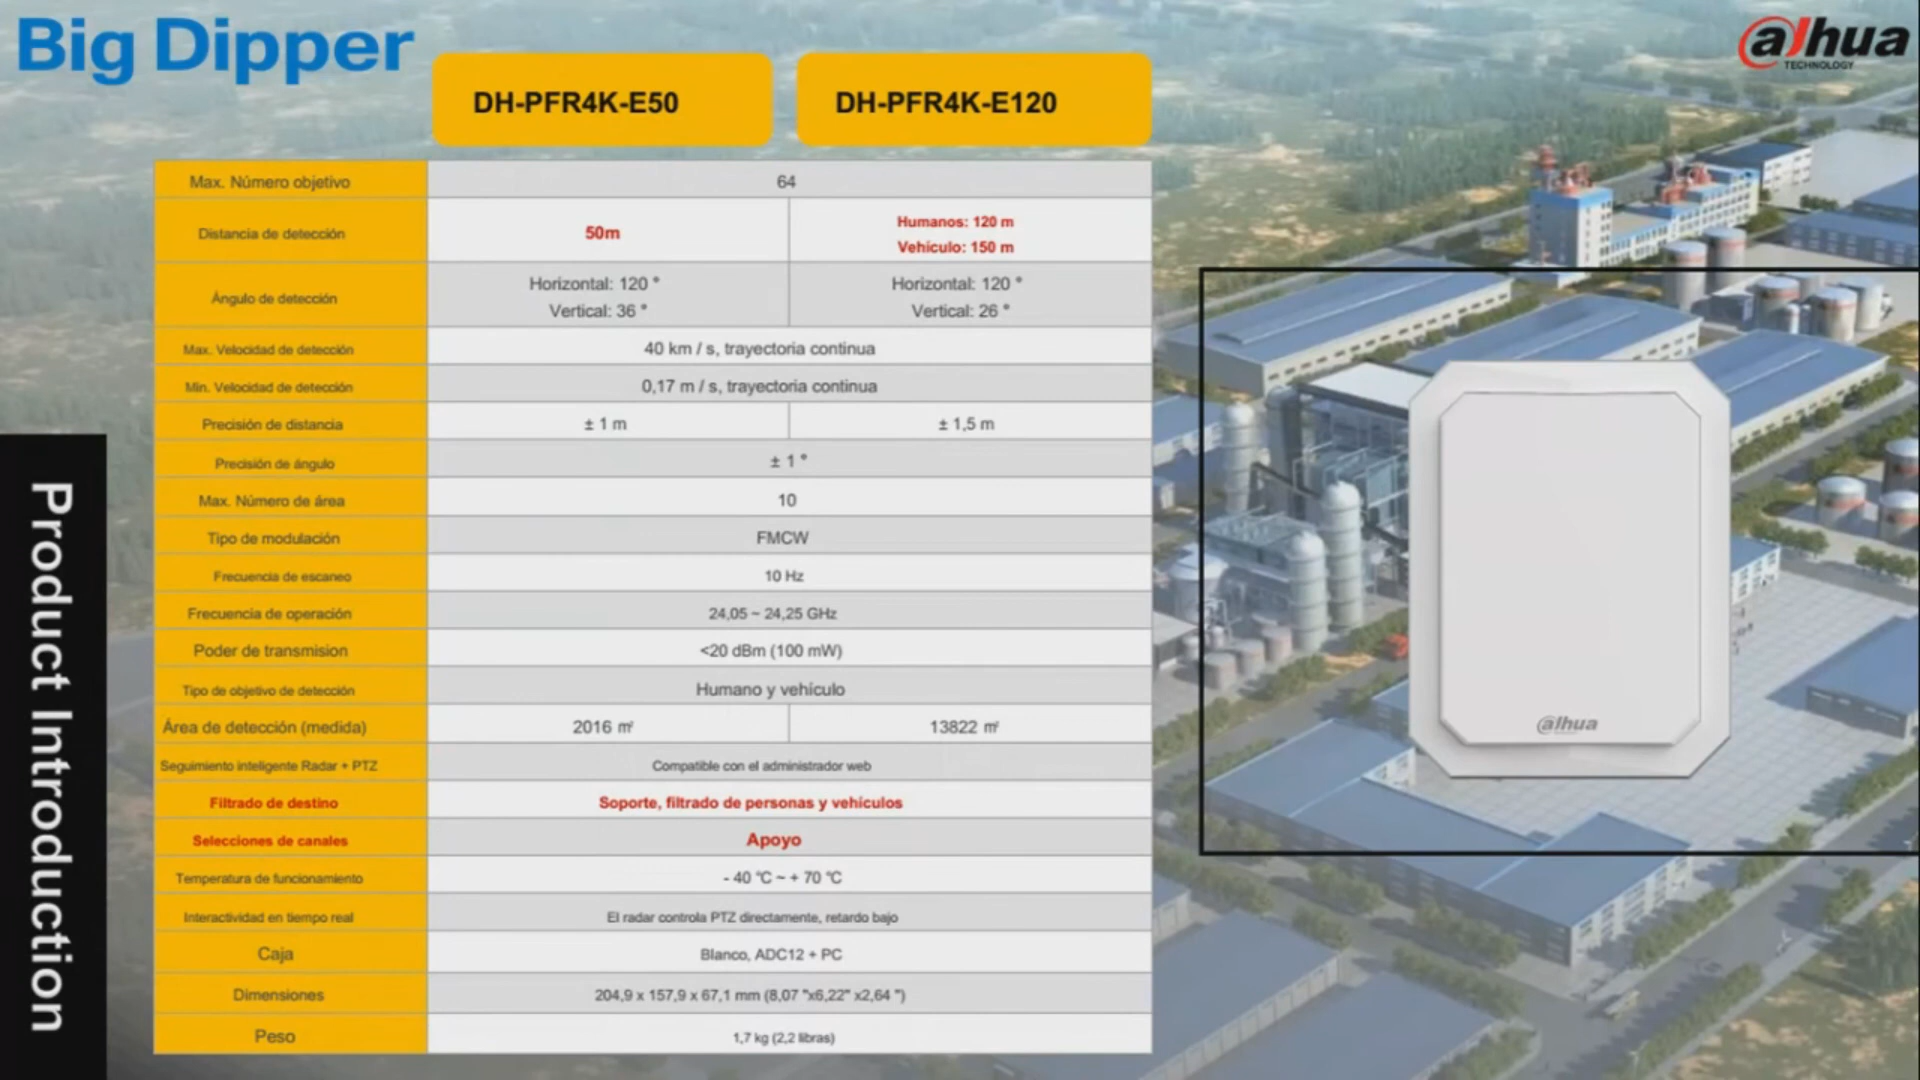 Big Dipper
alhua
TECHNOLOGY
DH-PFR4K-E50
DH-PFR4K-E120
Max. Número objetivo
64
Distancia de detección
50m
Humanos: 120 m
Vehículo: 150 m
Ángulo de detección
Horizontal: 120 °
Vertical: 36 °
Horizontal: 120 °
Vertical: 26 °
Max. Velocidad de detección
40 km / s, trayectoria continua
Min. Velocidad de detección
0,17 m / s, trayectoria continua
Precisión de distancia
± 1 m
± 1,5 m
Precisión de ángulo
± 1 °
Max. Número de área
10
Tipo de modulación
FMCW
Frecuencia de escaneo
10 Hz
Frecuencia de operación
24,05 ~ 24,25 GHz
Poder de transmision
<20 dBm (100 mW)
Tipo de objetivo de detección
Humano y vehículo
Área de detección (medida)
2016 ㎡
13822 ㎡
Seguimiento inteligente Radar + PTZ
Compatible con el administrador web
Filtrado de destino
Soporte, filtrado de personas y vehículos
Selecciones de canales
Apoyo
Temperatura de funcionamiento
- 40 ℃ ~ + 70 ℃
Interactividad en tiempo real
El radar controla PTZ directamente, retardo bajo
Caja
Blanco, ADC12 + PC
Dimensiones
204,9 x 157,9 x 67,1 mm (8,07 "x6,22" x2,64 ")
Peso
1,7 kg (2,2 libras)
Product Introduction
alhua